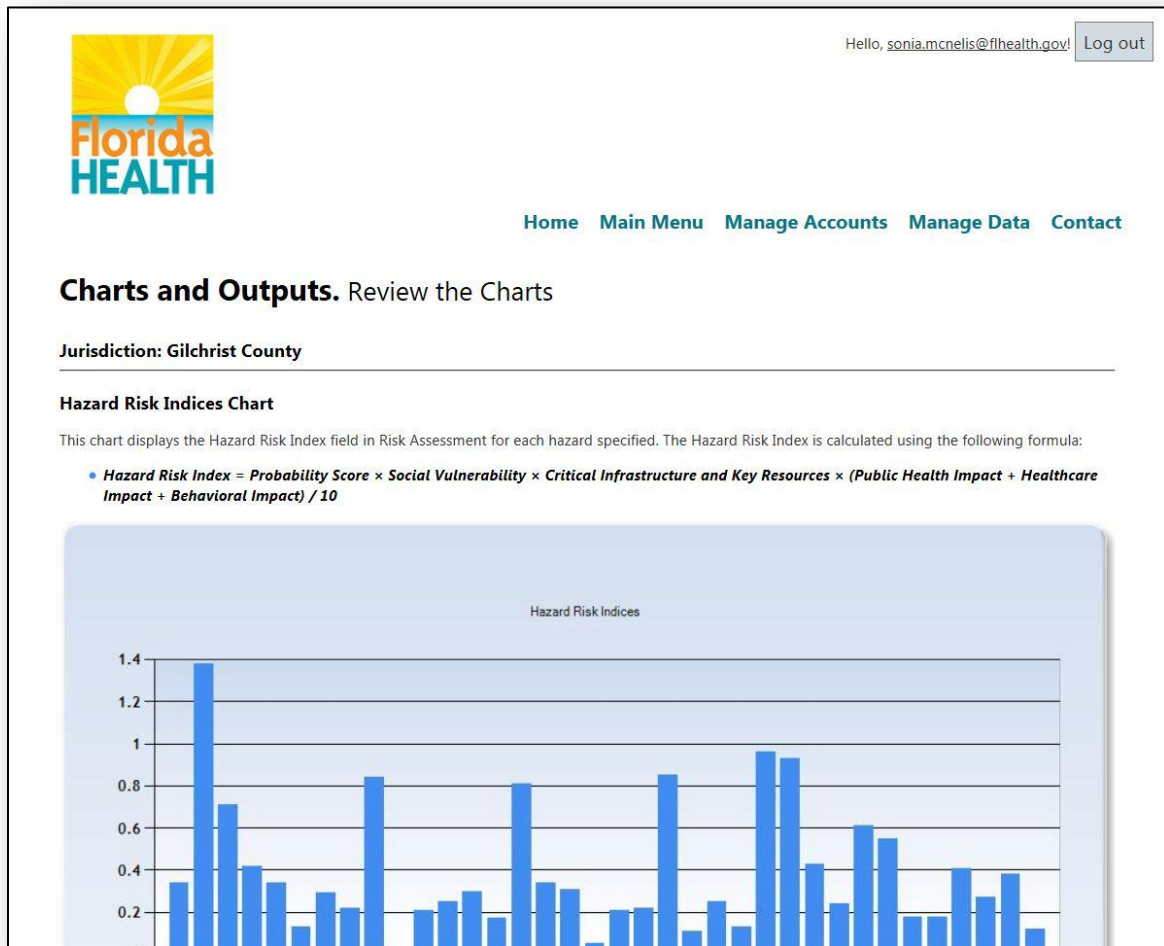 Hello, sonia.mcnelis@flhealth.gov! Log out
Florida
HEALTH
Home Main Menu Manage Accounts Manage Data Contact
Charts and Outputs. Review the Charts
Jurisdiction: Gilchrist County
Hazard Risk Indices Chart
This chart displays the Hazard Risk Index field in Risk Assessment for each hazard specified. The Hazard Risk Index is calculated using the following formula:
• Hazard Risk Index = Probability Score × Social Vulnerability × Critical Infrastructure and Key Resources × (Public Health Impact + Healthcare
Impact + Behavioral Impact) / 10
Hazard Risk Indices
1.4
1.2
1
0.8
0.6
0.4
0.2